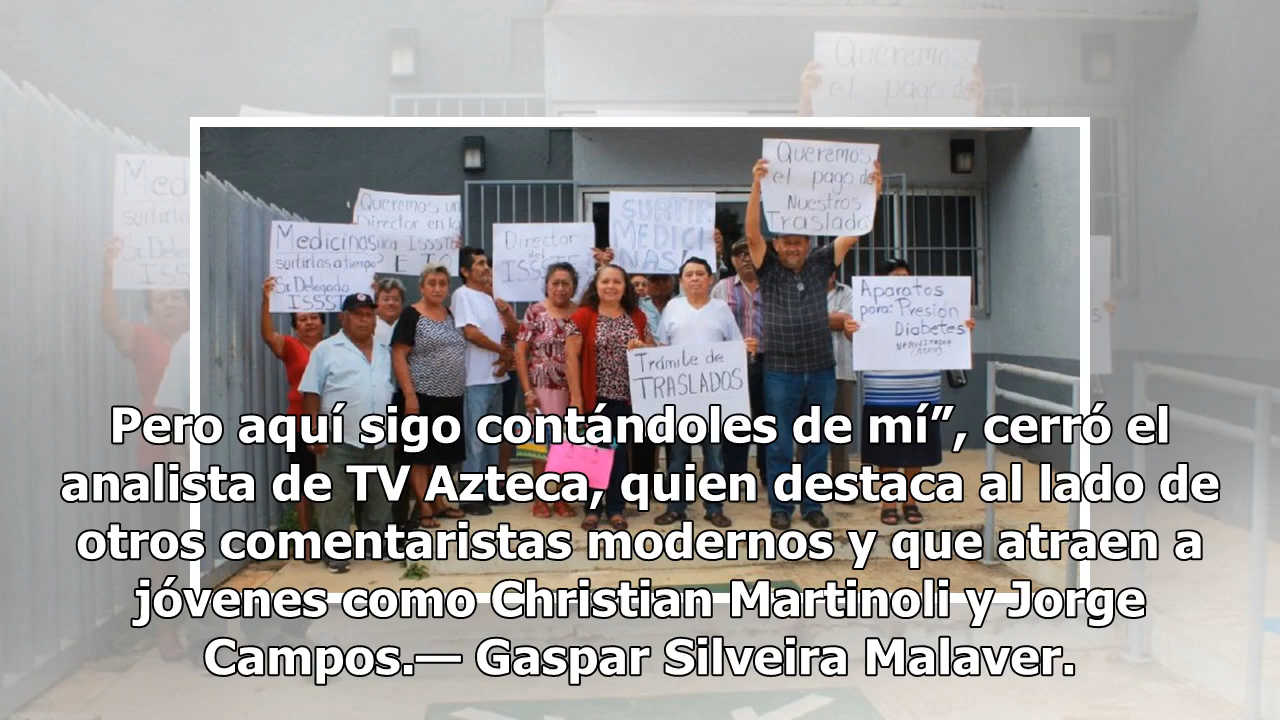 Queremos
el pago de
Nuestros
Traslado
Queremos un
Director en la
ISSSTE
Medicinas
surtirlas a tiempo?
Sr. Delegado
ISSST
Director
del
ISSSTE
SURTIR
MEDICI
NAS
Aparatos
para: Presión
Diabetes
Trámite de
TRASLADOS
Pero aquí sigo contándoles de mí”, cerró el
analista de TV Azteca, quien destaca al lado de
otros comentaristas modernos y que atraen a
jóvenes como Christian Martinoli y Jorge
Campos.— Gaspar Silveira Malaver.